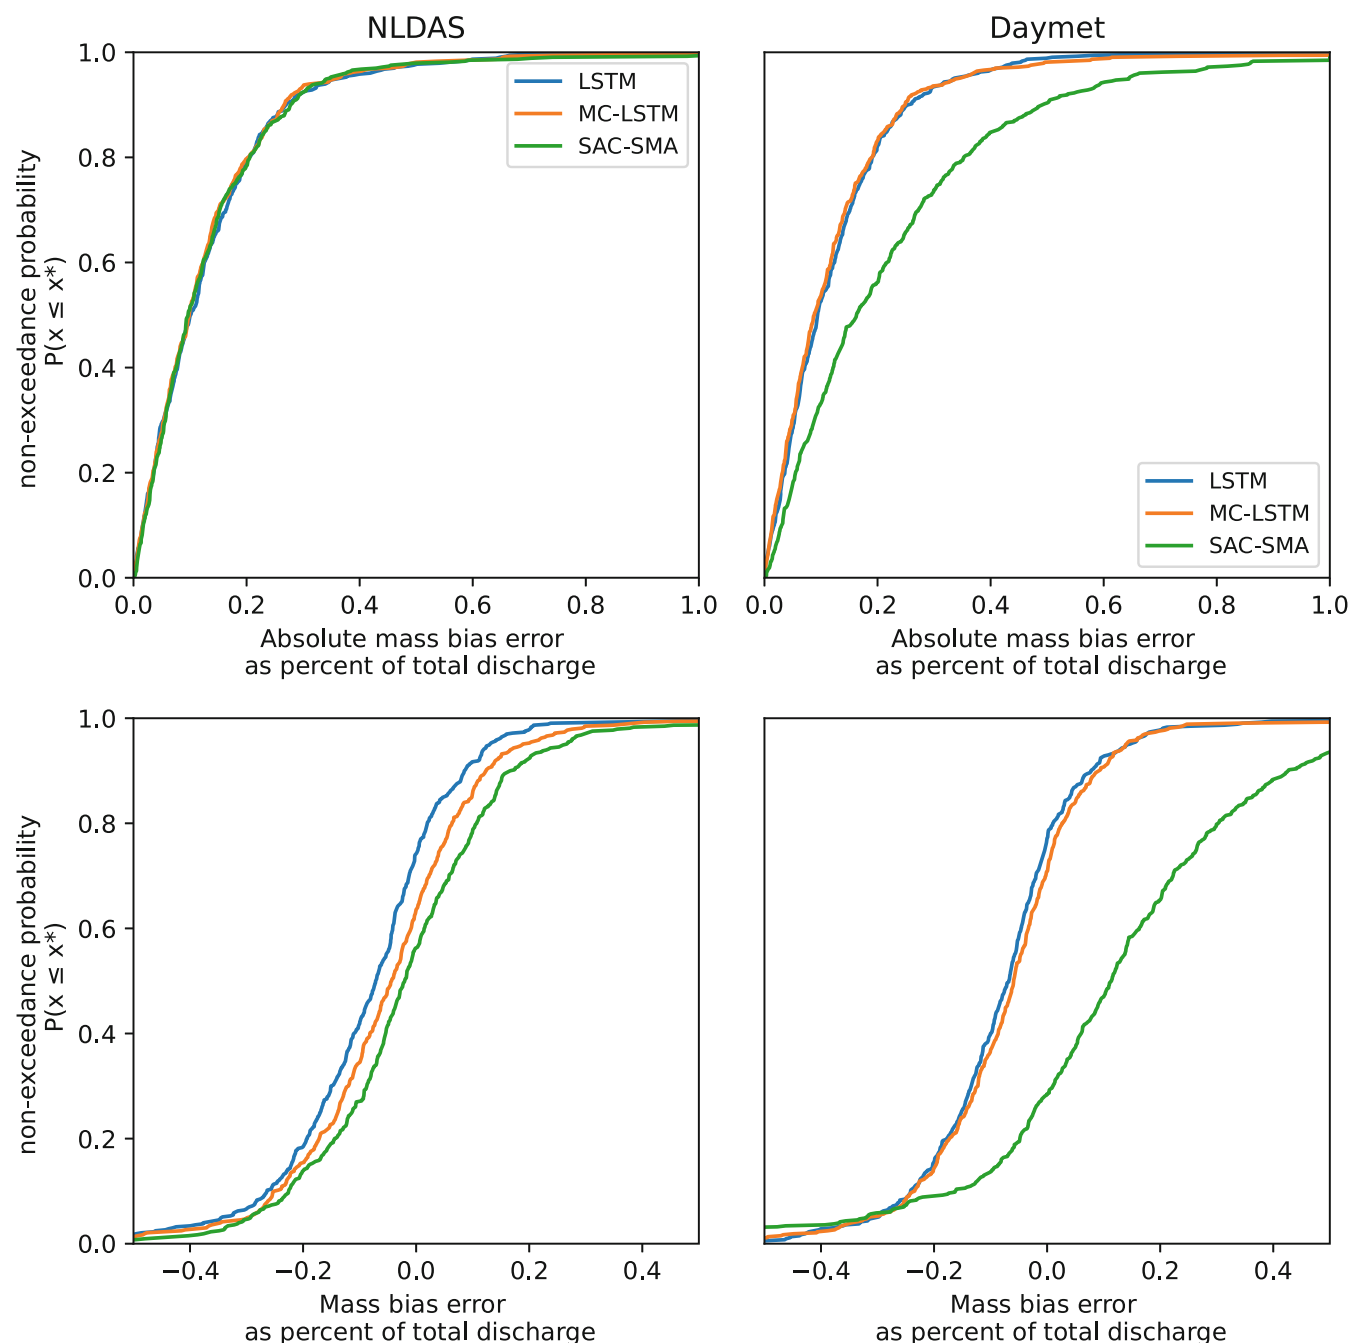 NLDAS
Daymet
non-exceedance probability
P(x ≤ x*)
1.0
0.8
0.6
0.4
0.2
0.0
LSTM
MC-LSTM
SAC-SMA
0.0 0.2 0.4 0.6 0.8 1.0
Absolute mass bias error
as percent of total discharge
LSTM
MC-LSTM
SAC-SMA
0.0 0.2 0.4 0.6 0.8 1.0
Absolute mass bias error
as percent of total discharge
non-exceedance probability
P(x ≤ x*)
1.0
0.8
0.6
0.4
0.2
0.0
−0.4 −0.2 0.0 0.2 0.4
Mass bias error
as percent of total discharge
−0.4 −0.2 0.0 0.2 0.4
Mass bias error
as percent of total discharge